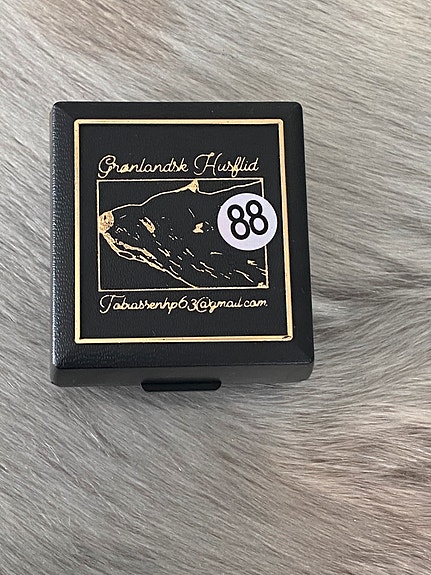 Grønlandsk Husflid
88
Tobiassenhp63@gmail.com